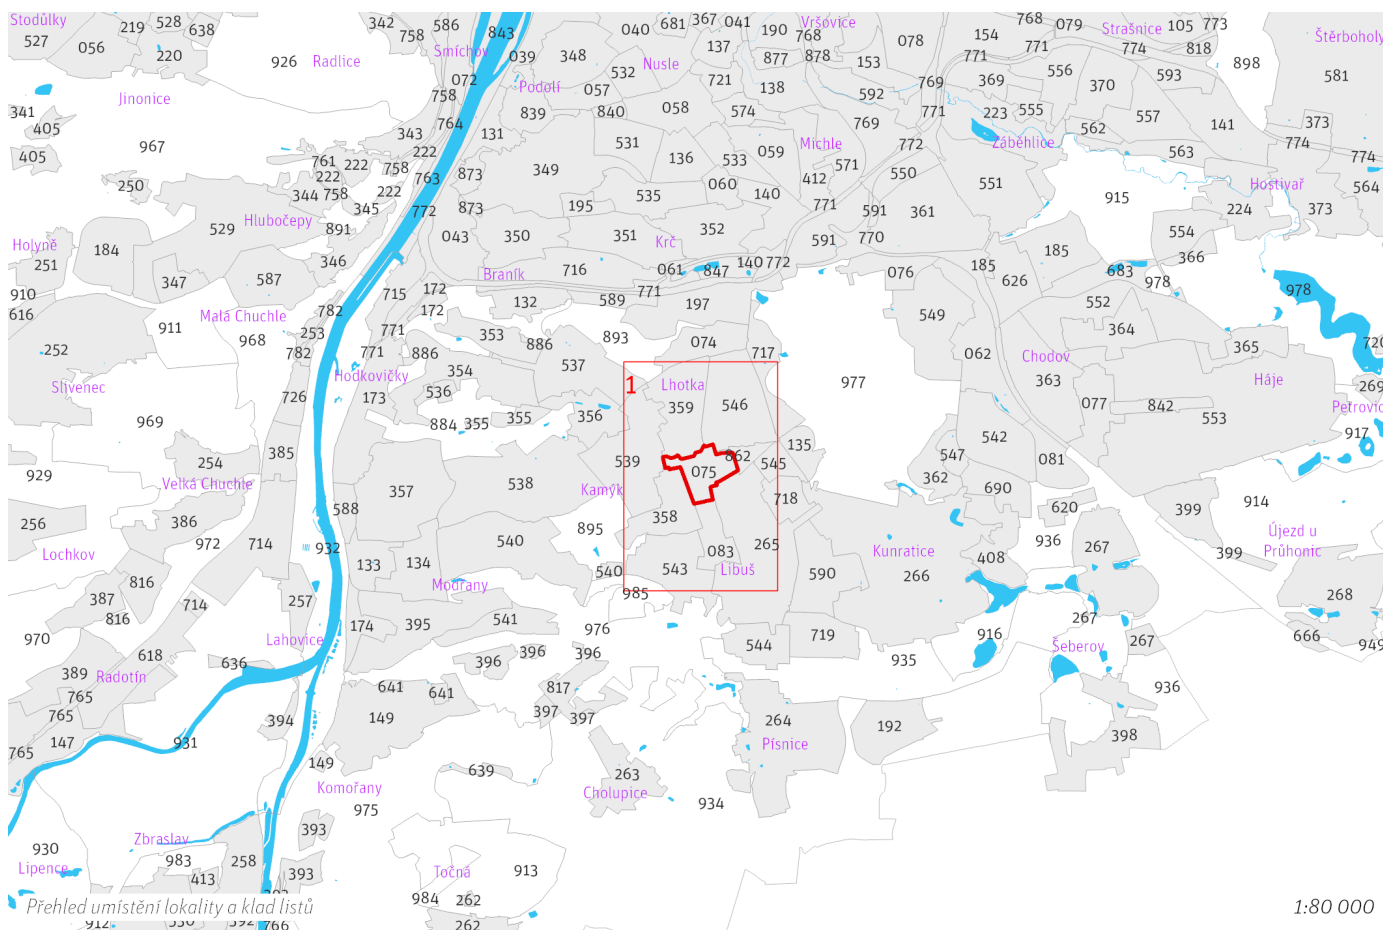 Stodůlky 219 528 638 342 586 843 040 681 367 041 190 Vršovice 768 079 105 773
527 056 220 926 Radlice 758 Smíchov 039 348 Nusle 137 768 078 154 771 Strašnice 774 818 Štěrboholy
877 878 153 771 898 581
Jinonice 072 758 Podolí 532 057 721 138 592 769 369 556 370 593
341 405 967 343 764 131 839 840 058 574 769 771 223 555 562 557 141 373
405 761 222 222 758 222 873 349 531 136 533 059 Michle 571 772 Záběhlice 563 774 774
250 344 758 222 345 763 873 195 535 060 140 412 550 551 915 Hostivař 564
184 529 Hlubočepy 891 772 043 350 351 352 771 591 361 224 373
Holyně 251 346 Krč 591 770 185 554 366
347 587 Braník 716 061 847 140 772 076 185 626 683 978 978
910 616 782 715 172 172 132 589 771 197 549 552
911 Malá Chuchle 968 253 771 353 886 893 074 364 365 720
252 782 771 886 354 537 717 062 Chodov 363 Háje
Slivenec 726 Hodkovičky 173 536 1 Lhotka 977 077 842 553 269
969 884 355 355 356 359 546 917
254 385 539 862 135 542
929 Velká Chuchle 357 538 Kamýk 075 545 547 362 081
256 386 588 358 718 690 620 399 914
Lochkov 972 714 932 540 895 083 265 Kunratice 936 267 Újezd u
Průhonic
816 133 134 540 543 Libuš 590 266 408 399
387 816 714 257 Modřany 985 267 268
970 174 395 541 976 544 719 916 267 666 949
618 Lahovice 636 396 396 396 935 Šeberov
389 Radotín 641 641 817 936
765 765 147 394 149 397 397 264 192 398
765 931 149 Písnice
639 263
Komořany 975 Cholupice 934
393
Zbraslav
930 983 258 393 Točná 913
Lipence 413
984 262
Přehled umístění lokality a klad listů 1:80 000
912 766 262